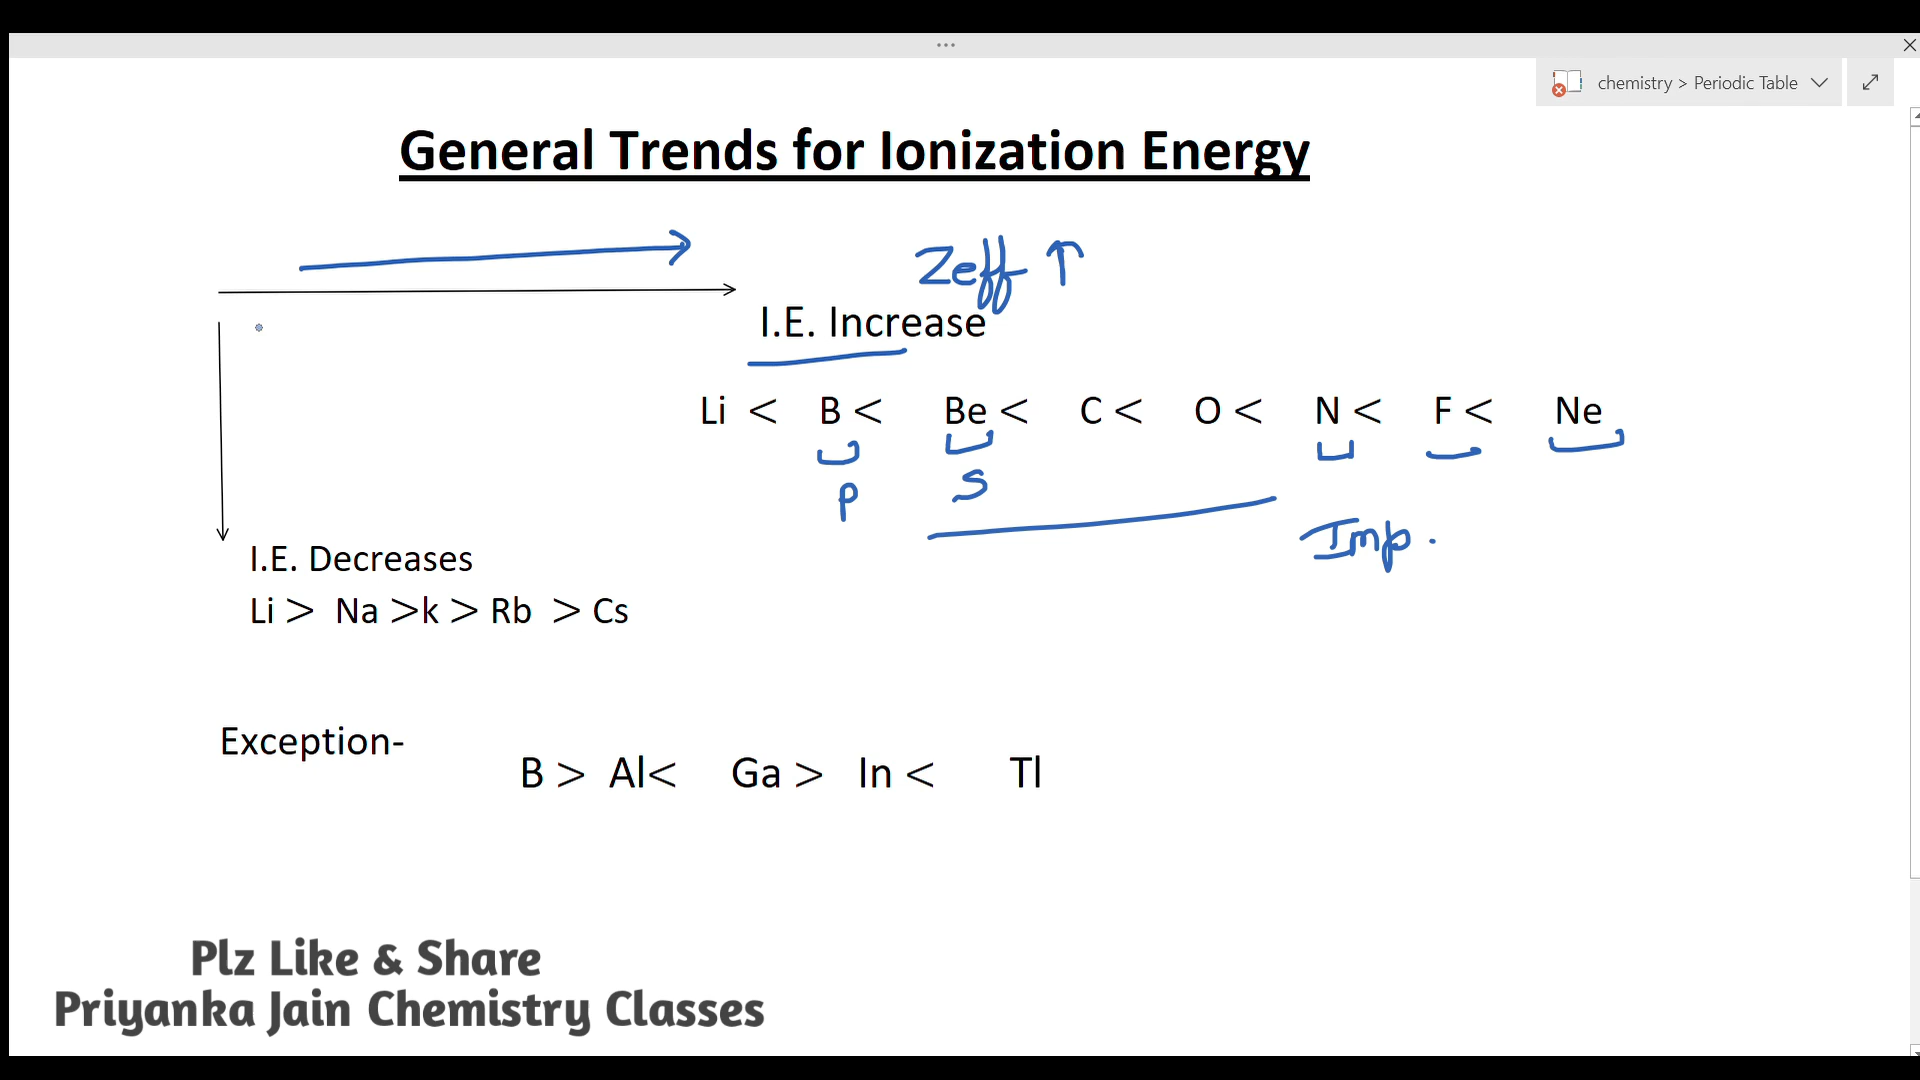 chemistry > Periodic Table
General Trends for Ionization Energy
Zeff ↑
I.E. Increase
Li < B < Be < C < O < N < F < Ne
P S
Imp.
I.E. Decreases
Li > Na >k > Rb > Cs
Exception-
B > Al< Ga > In < Tl
Plz Like & Share
Priyanka Jain Chemistry Classes